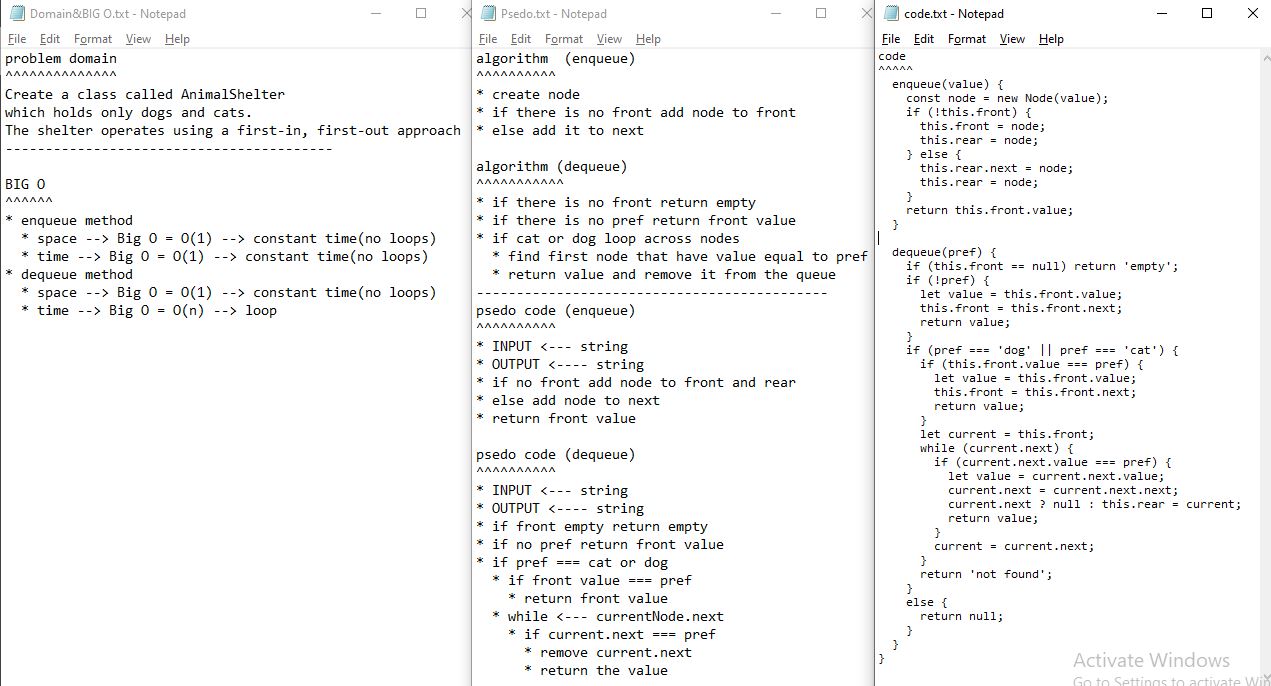 Domain&BIG O.txt - Notepad
File Edit Format View Help
problem domain
^^^^^^^^^^^^^^
Create a class called AnimalShelter
which holds only dogs and cats.
The shelter operates using a first-in, first-out approach
-----------------------------------------
BIG O
^^^^^^
* enqueue method
  * space --> Big O = O(1) --> constant time(no loops)
  * time --> Big O = O(1) --> constant time(no loops)
* dequeue method
  * space --> Big O = O(1) --> constant time(no loops)
  * time --> Big O = O(n) --> loop
Psedo.txt - Notepad
File Edit Format View Help
algorithm  (enqueue)
^^^^^^^^^^
* create node
* if there is no front add node to front
* else add it to next
algorithm (dequeue)
^^^^^^^^^^^
* if there is no front return empty
* if there is no pref return front value
* if cat or dog loop across nodes
  * find first node that have value equal to pref
  * return value and remove it from the queue
--------------------------------------------
psedo code (enqueue)
^^^^^^^^^^
* INPUT <--- string
* OUTPUT <---- string
* if no front add node to front and rear
* else add node to next
* return front value
psedo code (dequeue)
^^^^^^^^^^
* INPUT <--- string
* OUTPUT <---- string
* if front empty return empty
* if no pref return front value
* if pref === cat or dog
  * if front value === pref
    * return front value
  * while <--- currentNode.next
    * if current.next === pref
      * remove current.next
      * return the value
code.txt - Notepad
File Edit Format View Help
code
^^^^^
  enqueue(value) {
    const node = new Node(value);
    if (!this.front) {
      this.front = node;
      this.rear = node;
    } else {
      this.rear.next = node;
      this.rear = node;
    }
    return this.front.value;
  }
  dequeue(pref) {
    if (this.front == null) return 'empty';
    if (!pref) {
      let value = this.front.value;
      this.front = this.front.next;
      return value;
    }
    if (pref === 'dog' || pref === 'cat') {
      if (this.front.value === pref) {
        let value = this.front.value;
        this.front = this.front.next;
        return value;
      }
      let current = this.front;
      while (current.next) {
        if (current.next.value === pref) {
          let value = current.next.value;
          current.next = current.next.next;
          current.next ? null : this.rear = current;
          return value;
        }
        current = current.next;
      }
      return 'not found';
    }
    else {
      return null;
    }
  }
}
Activate Windows
Go to Settings to activate Win